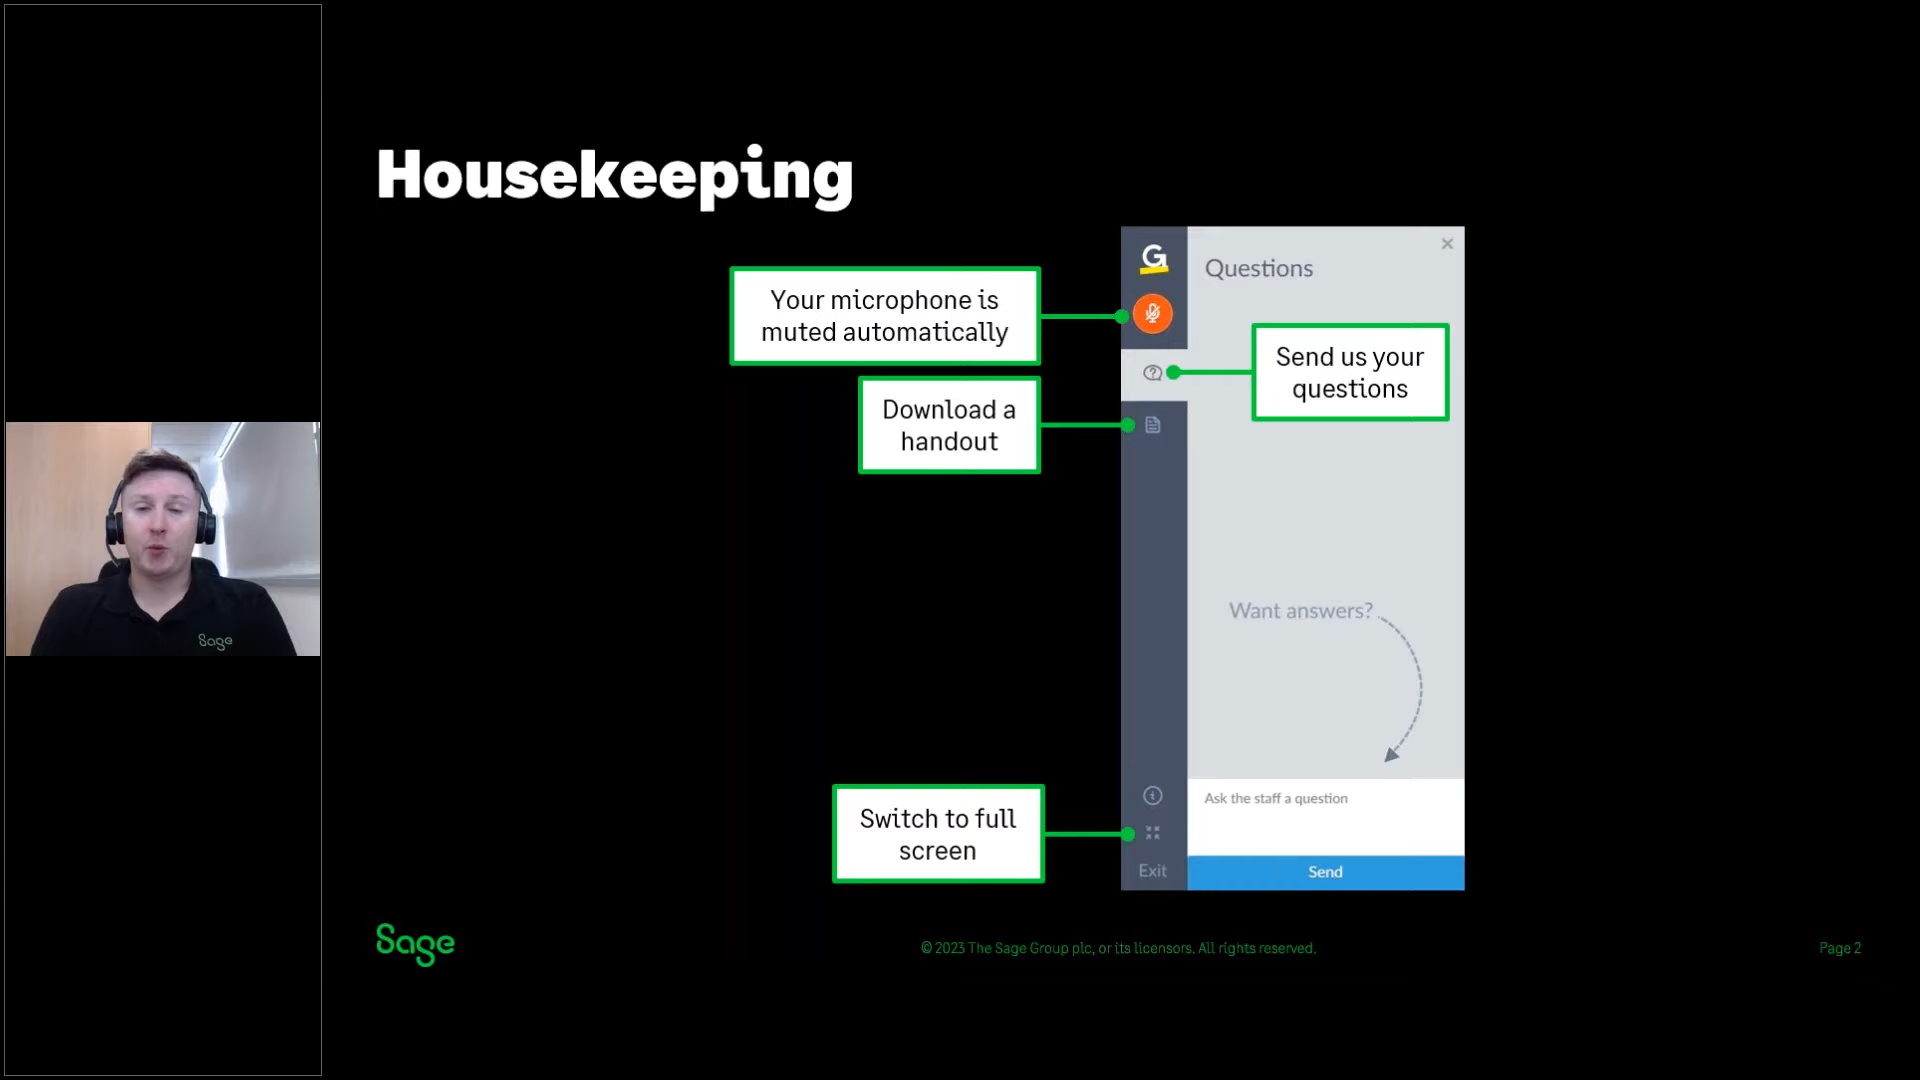 Housekeeping
G
Questions
Your microphone is
muted automatically
Send us your
questions
Download a
handout
Want answers?
Sage
Ask the staff a question
Switch to full
screen
Exit
Send
Sage
© 2023 The Sage Group plc, or its licensors. All rights reserved.
Page 2